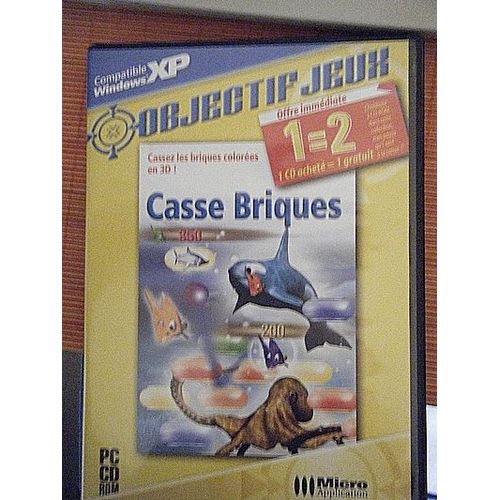 Compatible
Windows XP
OBJECTIF JEUX
Offre immédiate
1=2
1 CD acheté = 1 gratuit
Cassez les briques colorées
en 3D !
Casse Briques
350
200
PC
CD
ROM
Micro
Application